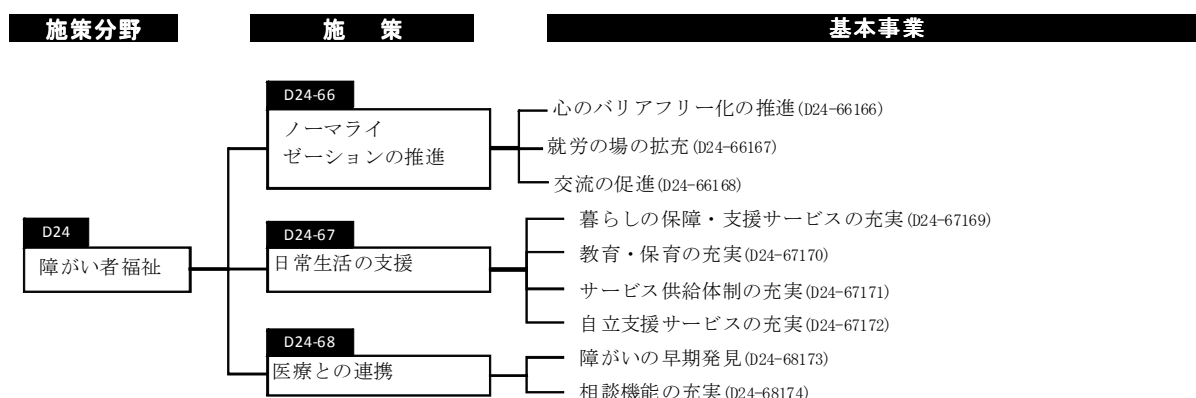 施策分野
施　策
基本事業
D24-66
ノーマライ
ゼーションの推進
心のバリアフリー化の推進(D24-66166)
就労の場の拡充(D24-66167)
交流の促進(D24-66168)
D24
障がい者福祉
D24-67
日常生活の支援
暮らしの保障・支援サービスの充実(D24-67169)
教育・保育の充実(D24-67170)
サービス供給体制の充実(D24-67171)
自立支援サービスの充実(D24-67172)
D24-68
医療との連携
障がいの早期発見(D24-68173)
相談機能の充実(D24-68174)